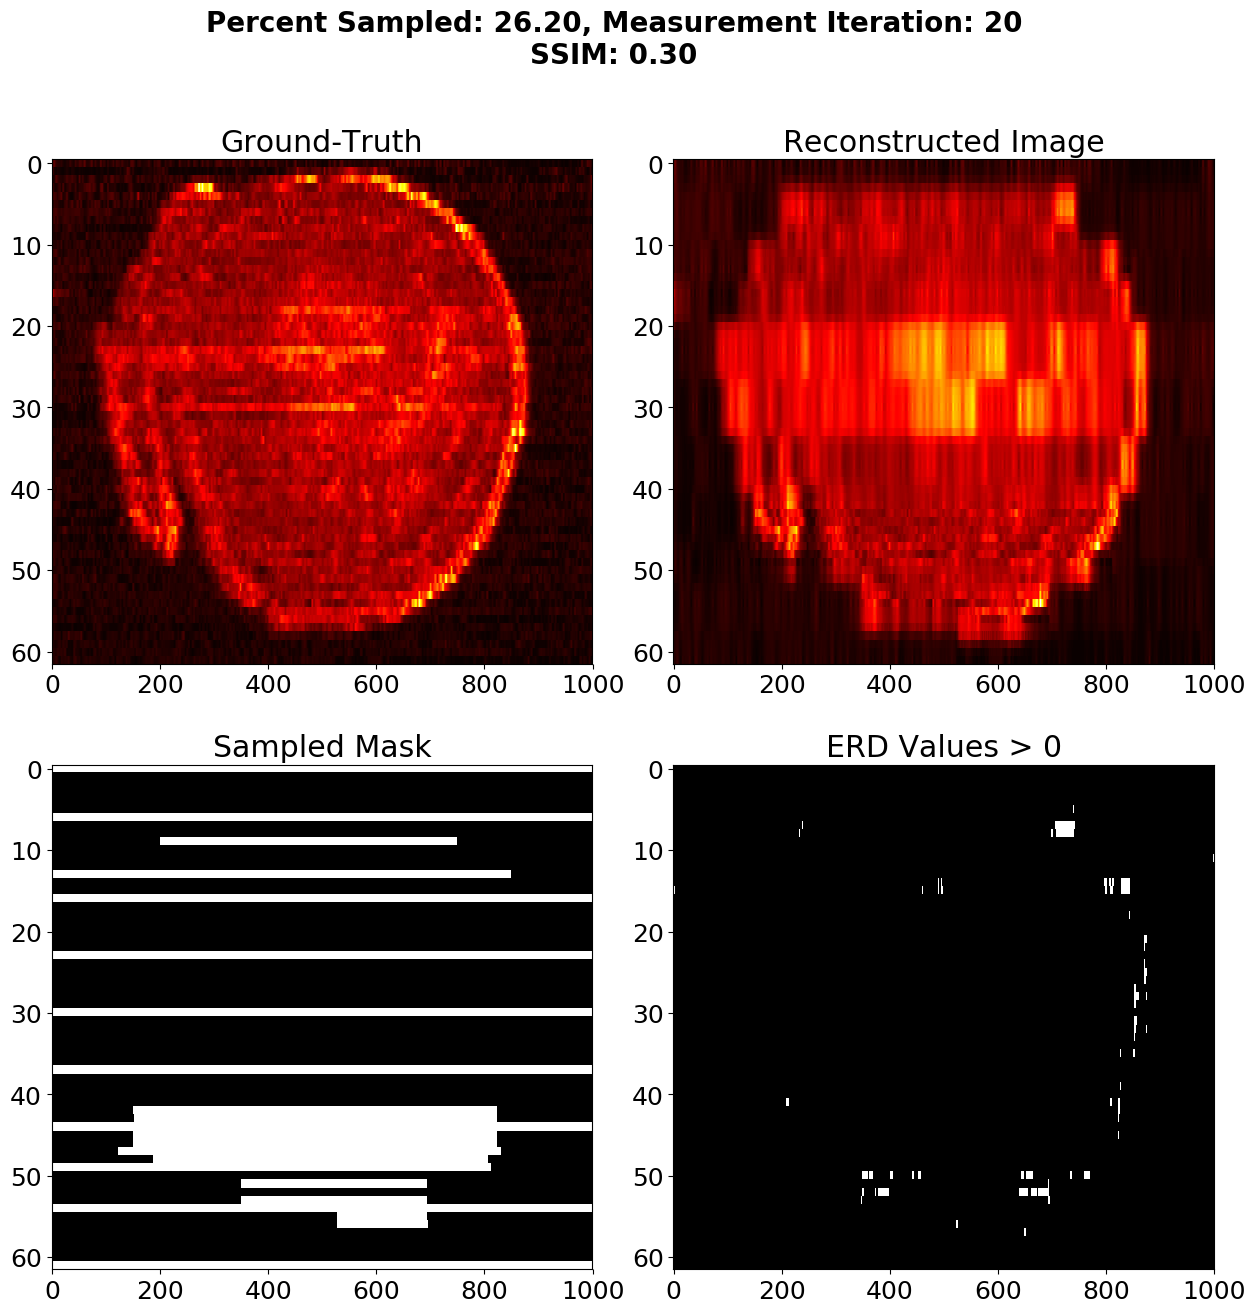 Percent Sampled: 26.20, Measurement Iteration: 20
SSIM: 0.30
Ground-Truth
Reconstructed Image
0
10
20
30
40
50
60
0 200 400 600 800 1000
0
10
20
30
40
50
60
0 200 400 600 800 1000
Sampled Mask
ERD Values > 0
0
10
20
30
40
50
60
0 200 400 600 800 1000
0
10
20
30
40
50
60
0 200 400 600 800 1000